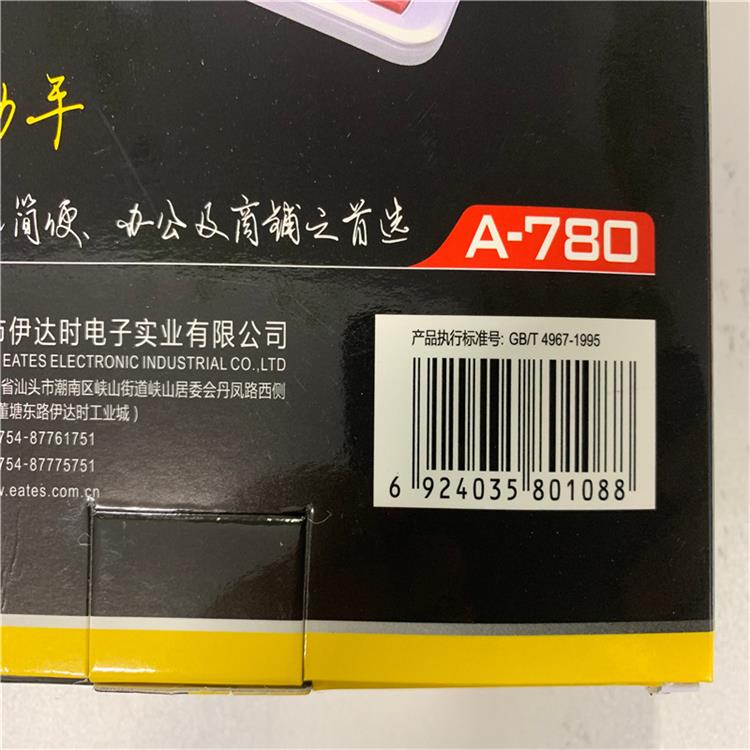 手
简便、办公及商铺之首选
A-780
市伊达时电子实业有限公司
EATES ELECTRONIC INDUSTRIAL CO.,LTD
省汕头市潮南区峡山街道峡山居委会丹凤路西侧
董塘东路伊达时工业城）
754-87761751
754-87775751
w.eates.com.cn
产品执行标准号: GB/T 4967-1995
6 924035 801088